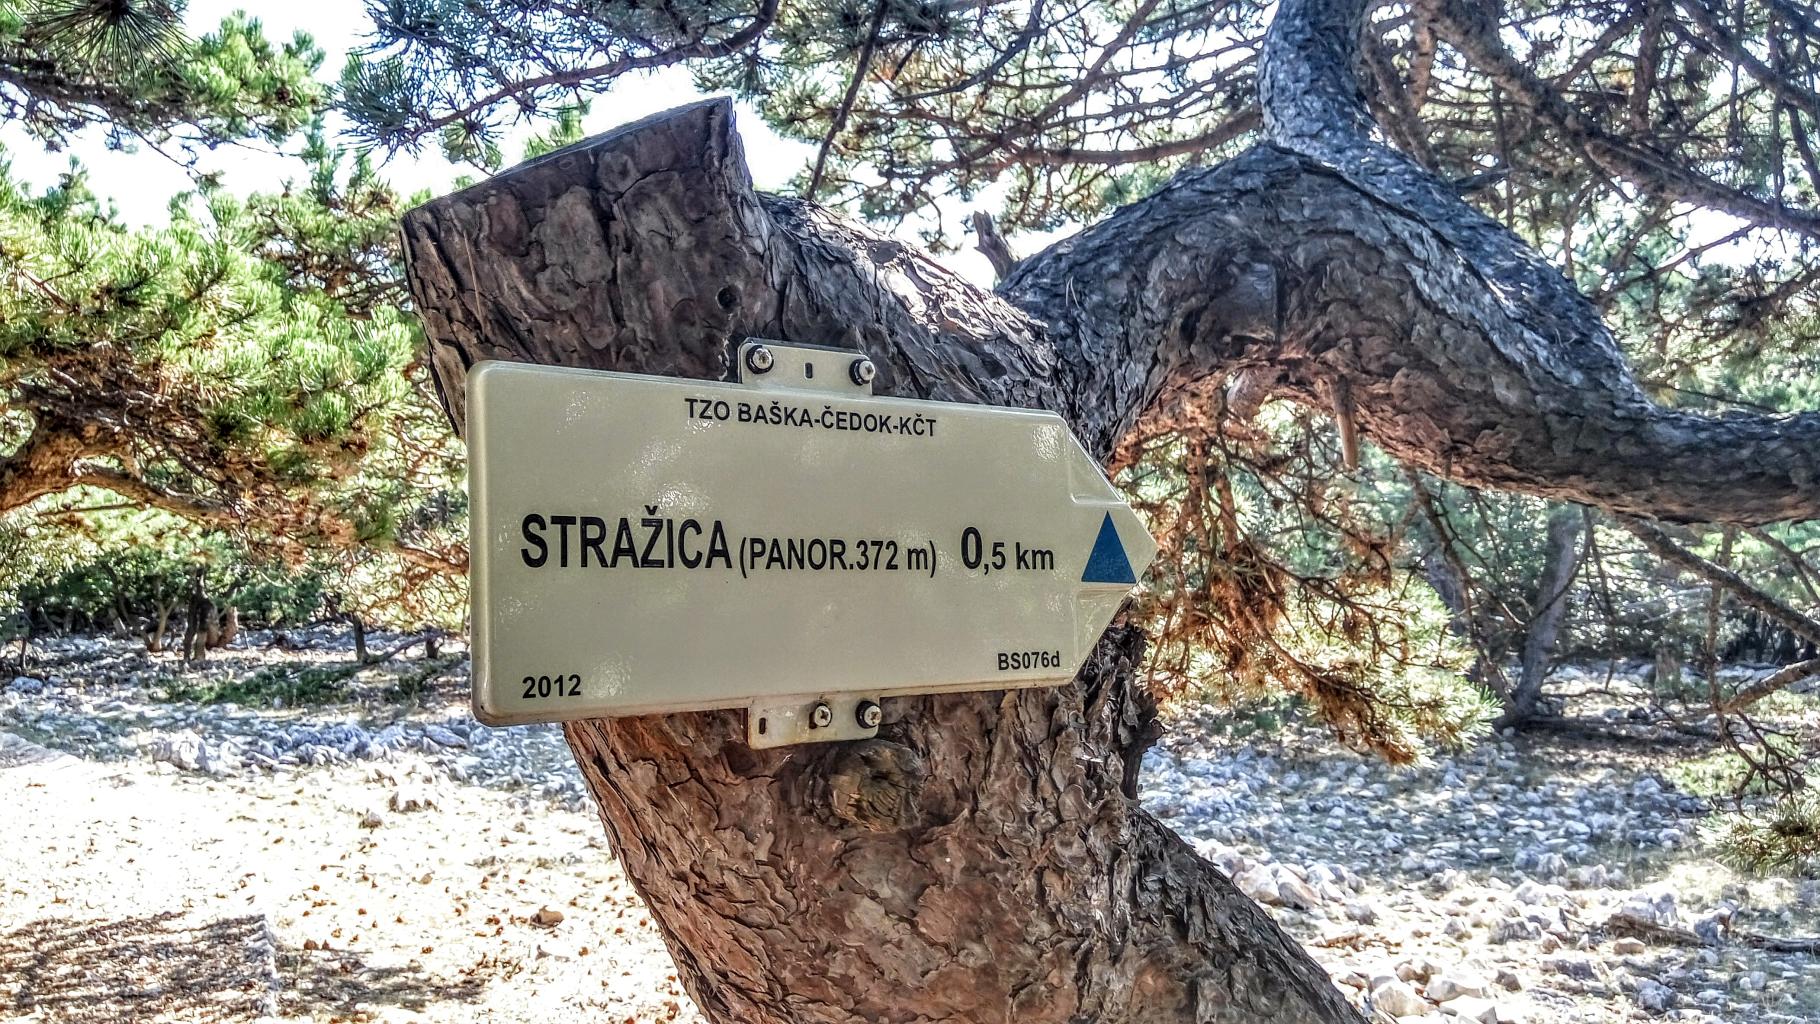 TZO BAŠKA-ČEDOK-KČT
STRAŽICA (PANOR.372 m) 0,5 km
BS076d
2012